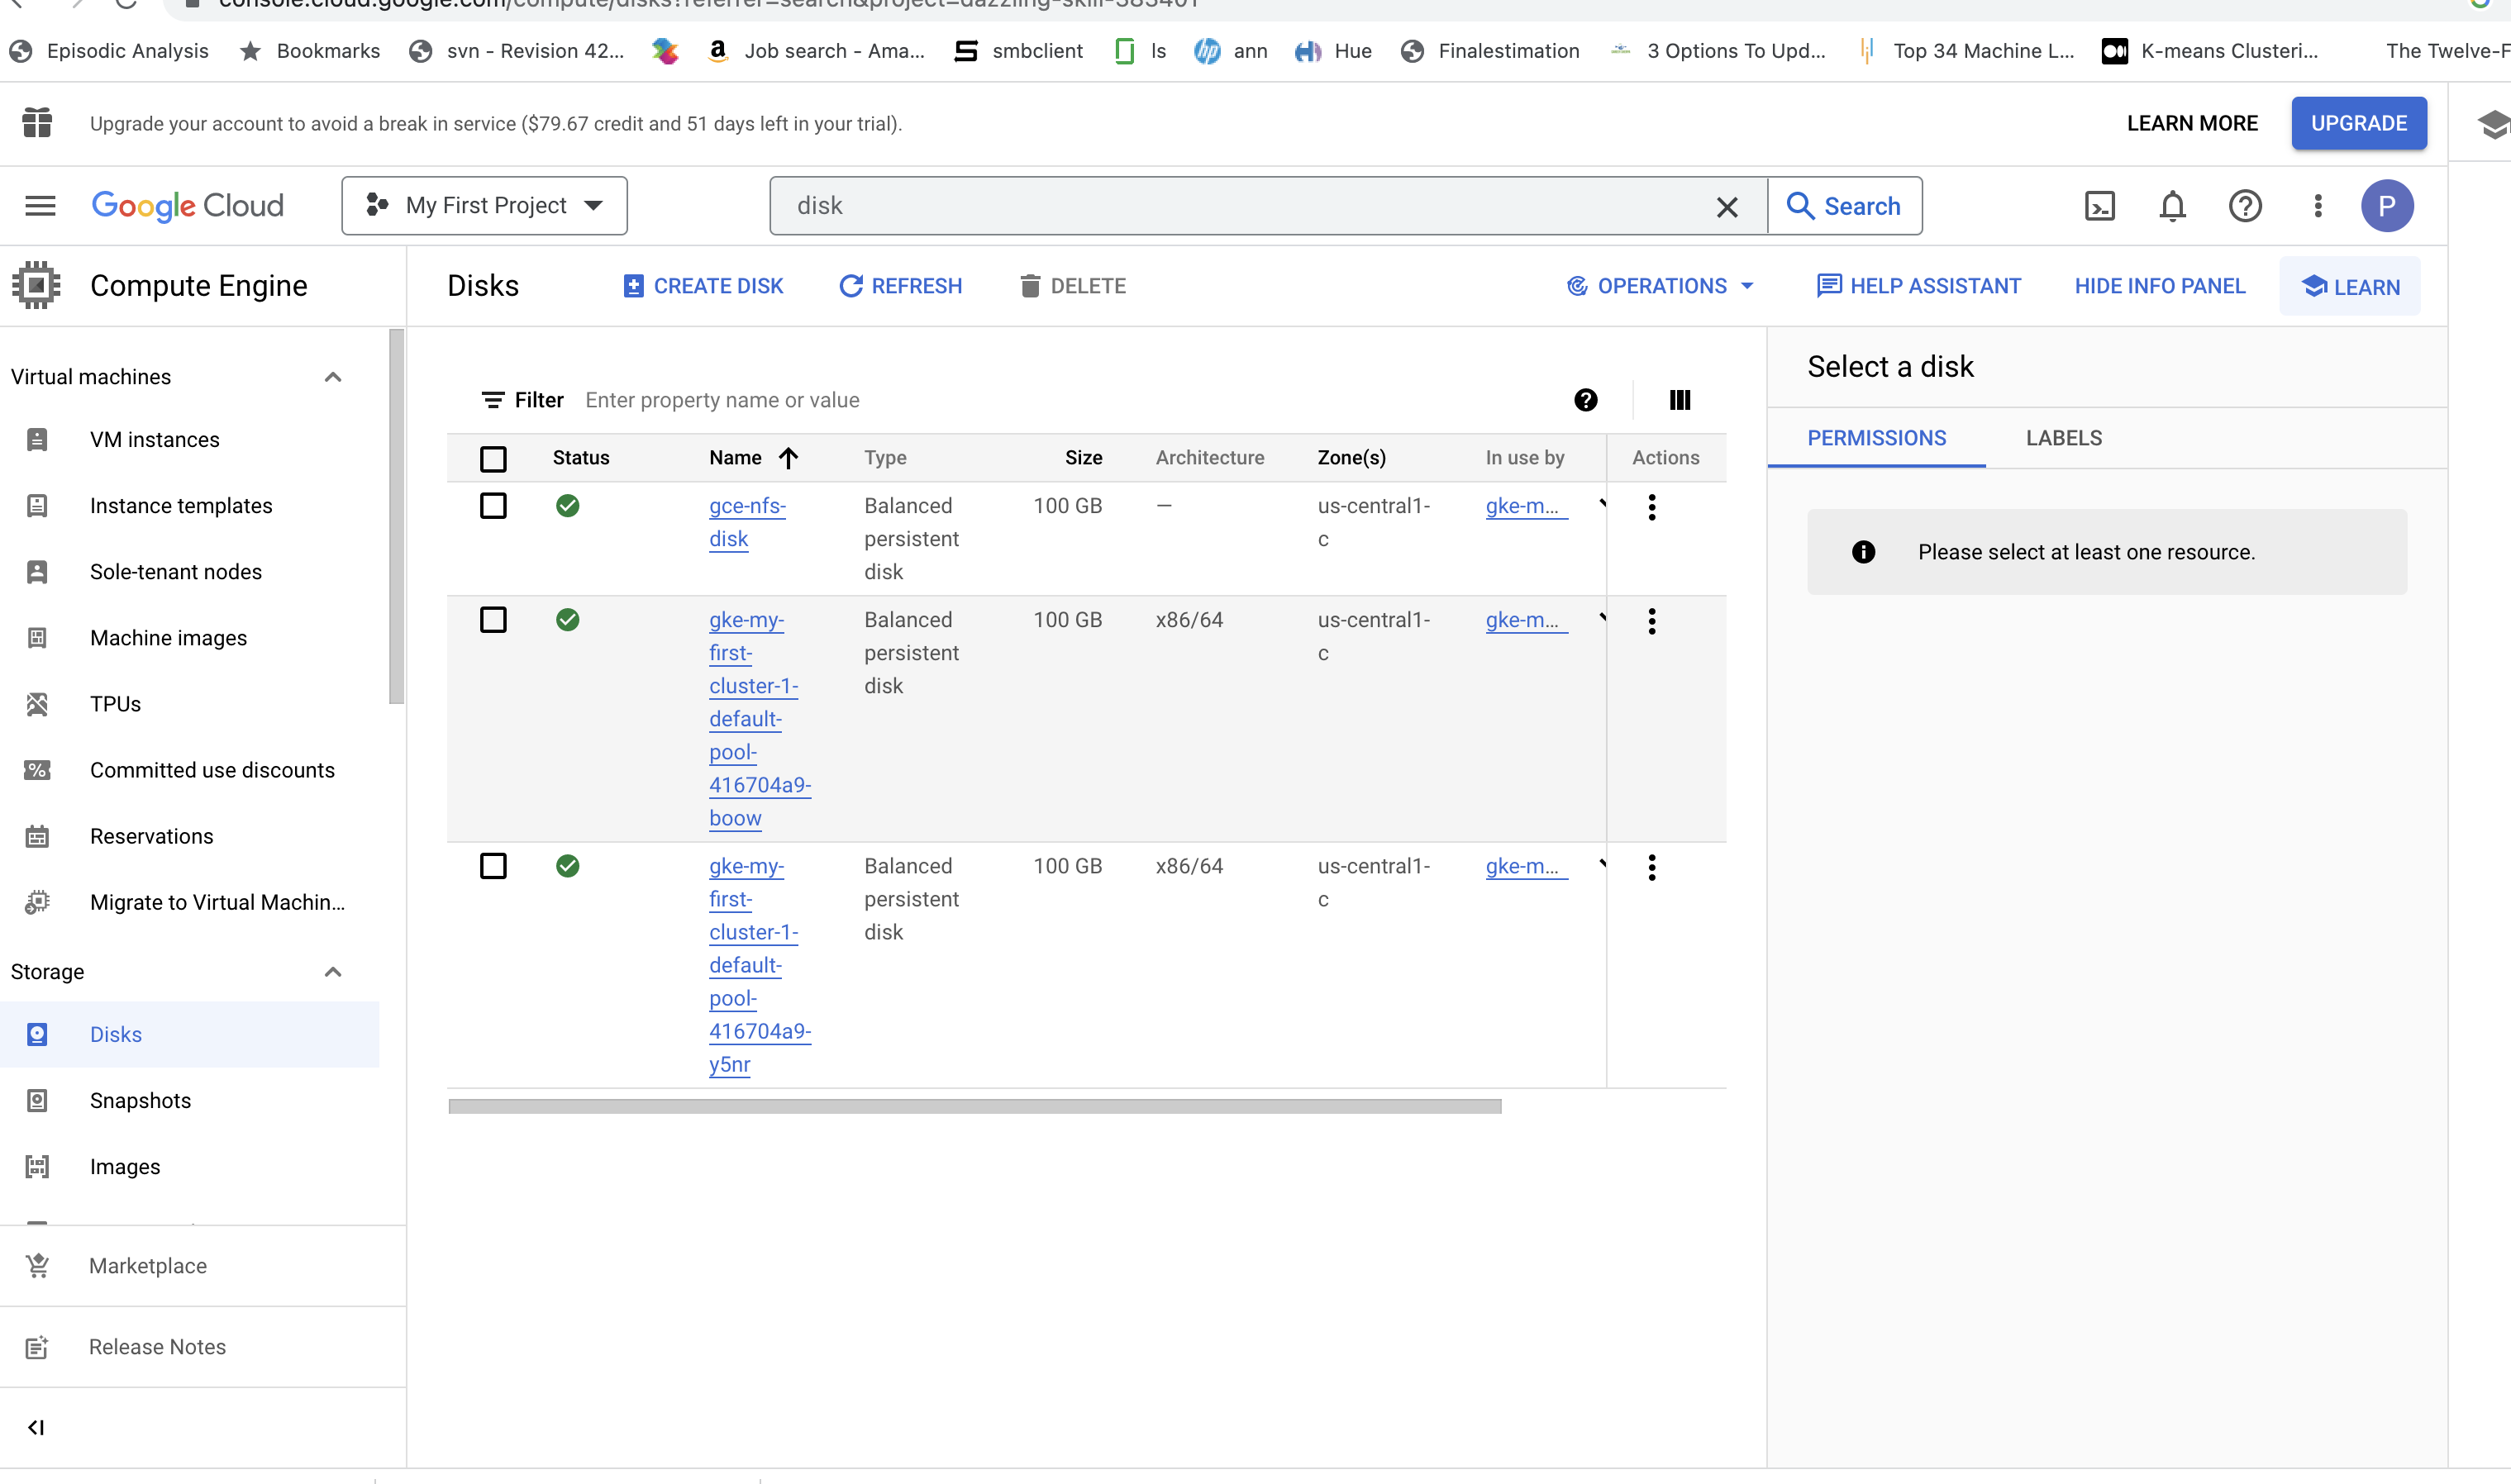 console.cloud.google.com/compute/disks?referrer=search&project=dazzling-skill-383401
Episodic Analysis Bookmarks svn - Revision 42... Job search - Ama... smbclient ls ann Hue Finalestimation 3 Options To Upd... Top 34 Machine L... K-means Clusteri... The Twelve-F
Upgrade your account to avoid a break in service ($79.67 credit and 51 days left in your trial). LEARN MORE UPGRADE
Google Cloud My First Project disk Search P
Compute Engine
Virtual machines
VM instances
Instance templates
Sole-tenant nodes
Machine images
TPUs
Committed use discounts
Reservations
Migrate to Virtual Machin...
Storage
Disks
Snapshots
Images
Marketplace
Release Notes
Disks CREATE DISK REFRESH DELETE OPERATIONS HELP ASSISTANT HIDE INFO PANEL LEARN
Filter Enter property name or value
Status Name Type Size Architecture Zone(s) In use by Actions
gce-nfs- Balanced 100 GB — us-central1- gke-m...
disk persistent c
disk
gke-my- Balanced 100 GB x86/64 us-central1- gke-m...
first- persistent c
cluster-1- disk
default-
pool-
416704a9-
boow
gke-my- Balanced 100 GB x86/64 us-central1- gke-m...
first- persistent c
cluster-1- disk
default-
pool-
416704a9-
y5nr
Select a disk
PERMISSIONS LABELS
Please select at least one resource.